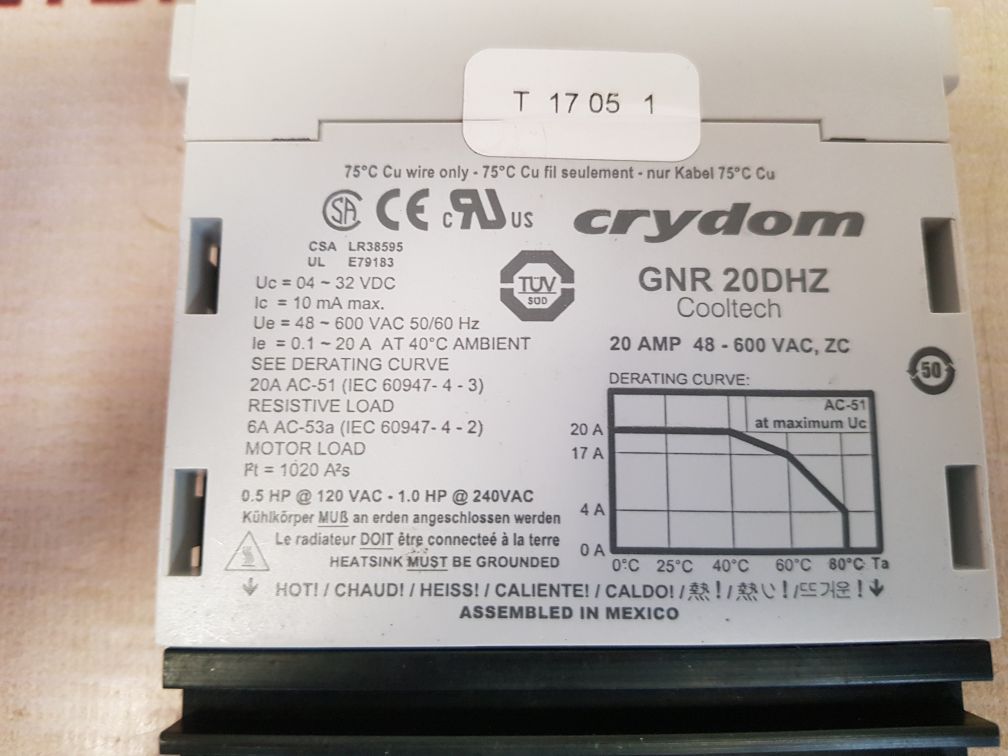 T 17 05 1
75°C Cu wire only - 75°C Cu fil seulement - nur Kabel 75°C Cu
SA CE c RU US crydom
CSA LR38595
UL E79183
TÜV
SÜD
GNR 20DHZ
Cooltech
20 AMP 48 - 600 VAC, ZC
Uc = 04 ~ 32 VDC
Ic = 10 mA max.
Ue = 48 ~ 600 VAC 50/60 Hz
Ie = 0.1 ~ 20 A AT 40°C AMBIENT
SEE DERATING CURVE
20A AC-51 (IEC 60947- 4 - 3)
RESISTIVE LOAD
6A AC-53a (IEC 60947- 4 - 2)
MOTOR LOAD
I²t = 1020 A²s
0.5 HP @ 120 VAC - 1.0 HP @ 240VAC
Kühlkörper MUß an erden angeschlossen werden
Le radiateur DOIT être connecteé à la terre
HEATSINK MUST BE GROUNDED
DERATING CURVE:
AC-51
at maximum Uc
20 A
17 A
4 A
0 A
0°C 25°C 40°C 60°C 80°C Ta
50
HOT! / CHAUD! / HEISS! / CALIENTE! / CALDO! / 熱 ! / 熱い ! / 뜨거운 !
ASSEMBLED IN MEXICO